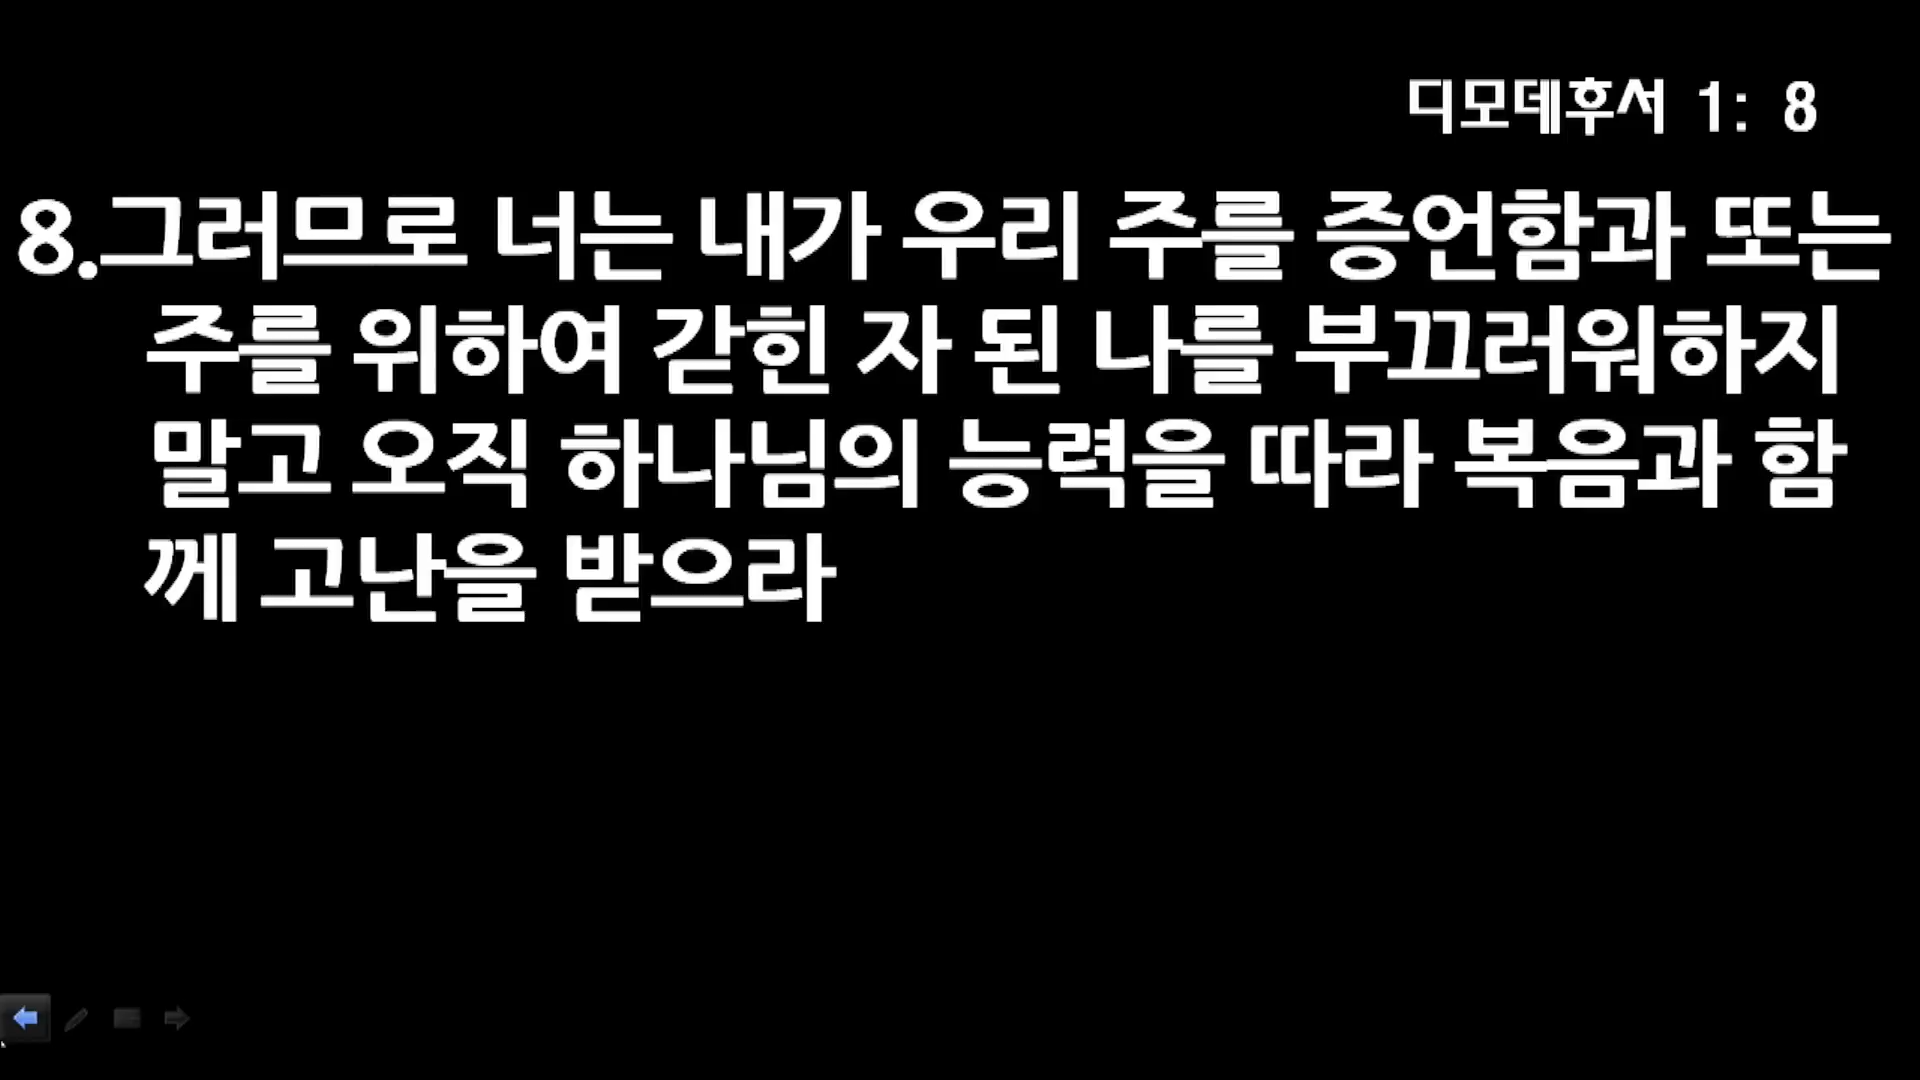 디모데후서 1: 8
8.그러므로 너는 내가 우리 주를 증언함과 또는
주를 위하여 갇힌 자 된 나를 부끄러워하지
말고 오직 하나님의 능력을 따라 복음과 함
께 고난을 받으라